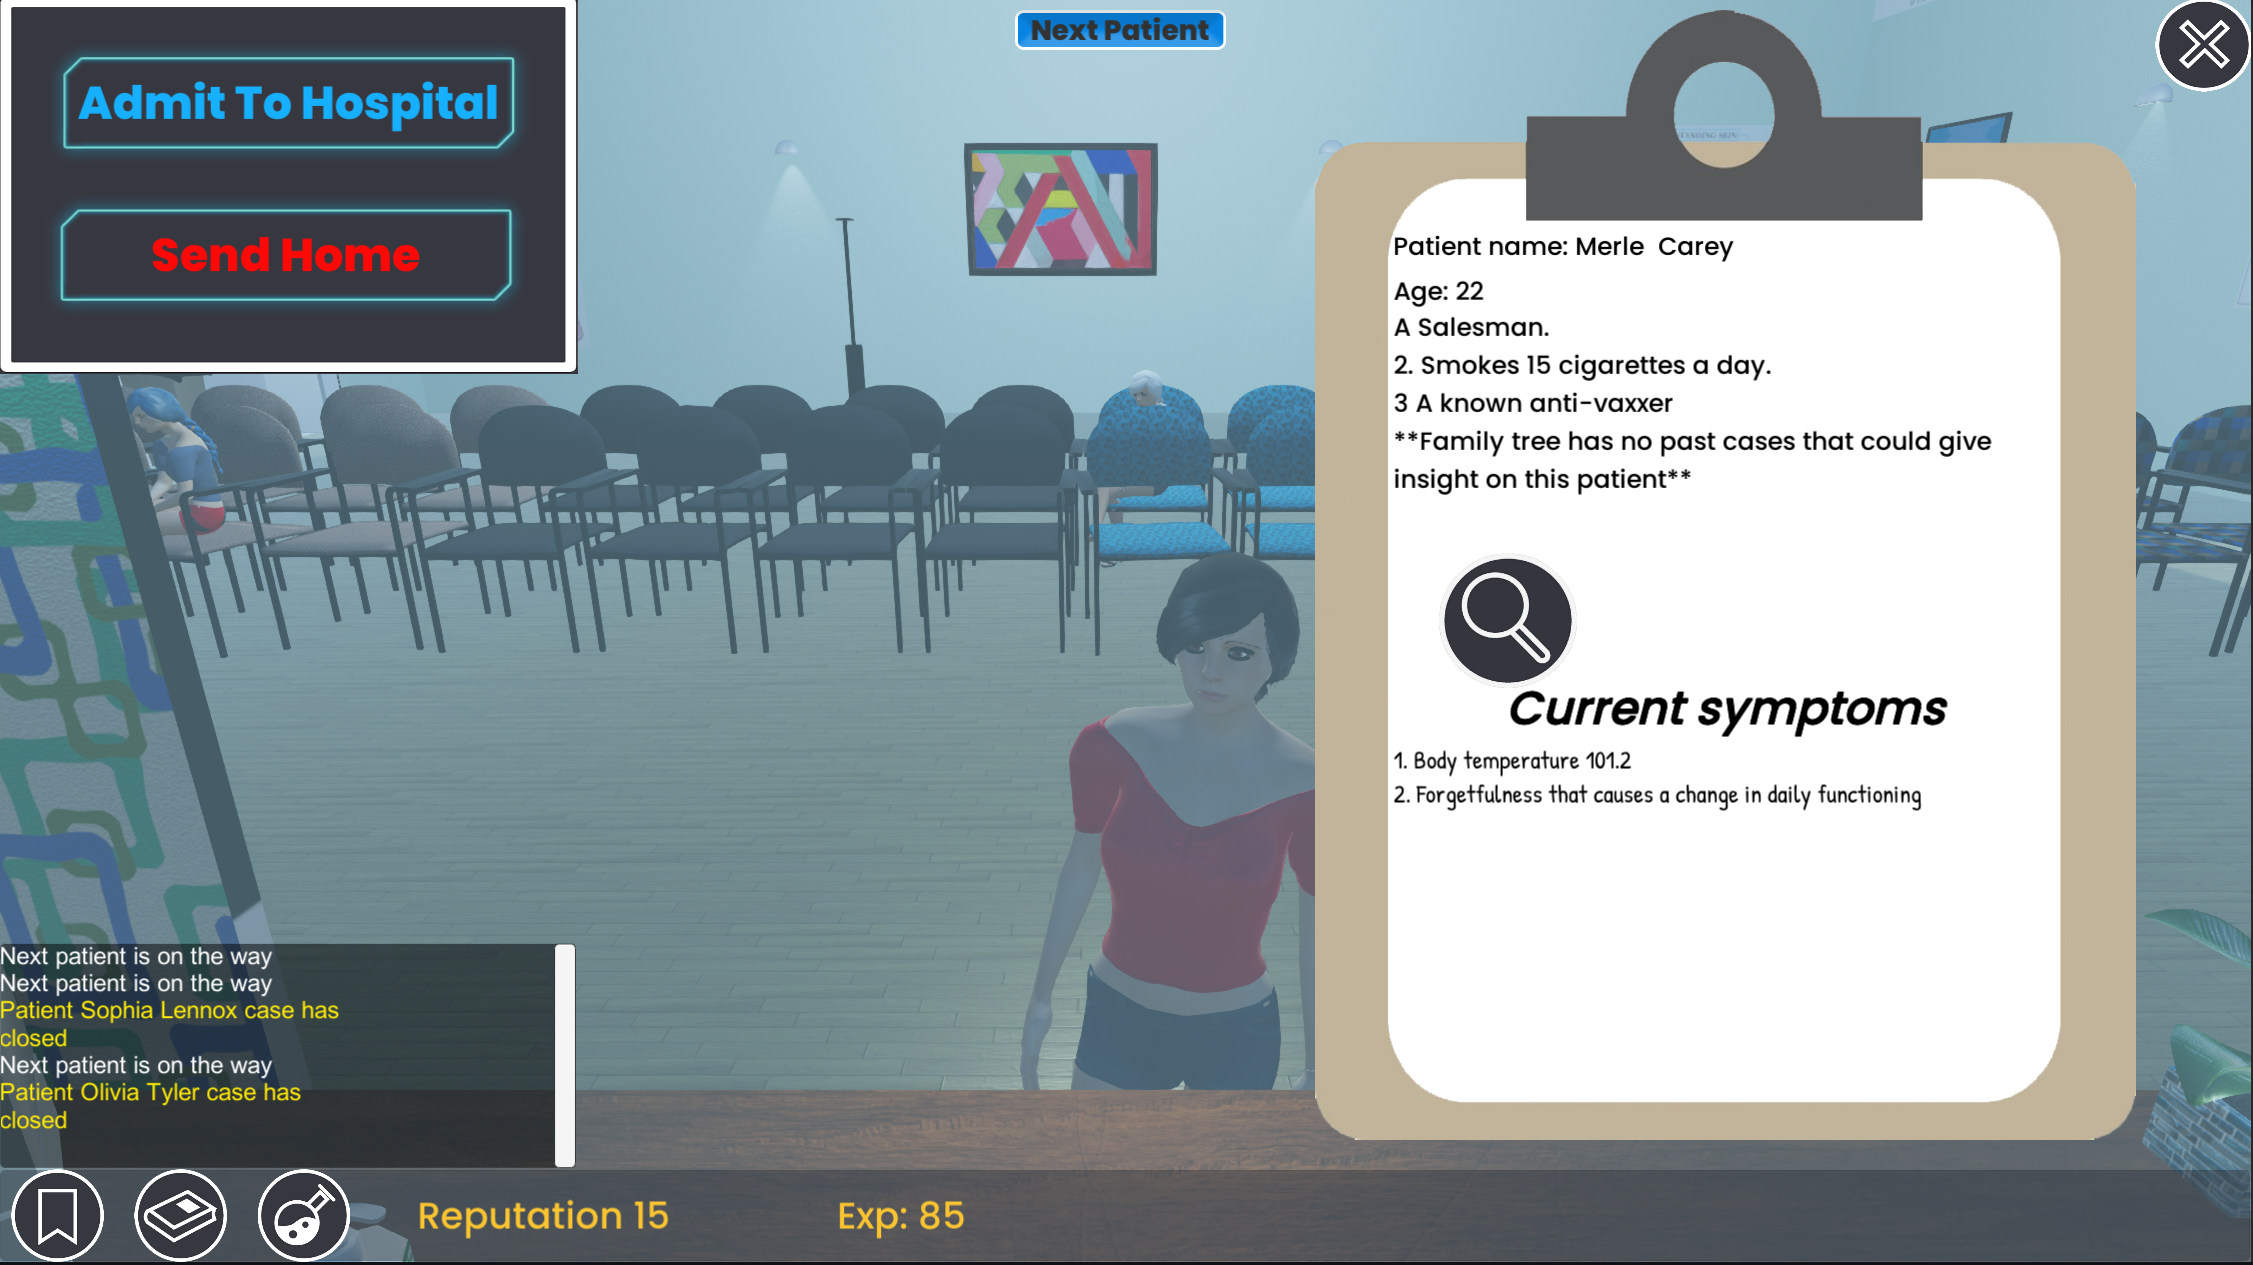 Admit To Hospital
Send Home
Next Patient
Patient name: Merle  Carey
Age: 22
A Salesman.
2. Smokes 15 cigarettes a day.
3 A known anti-vaxxer
**Family tree has no past cases that could give
insight on this patient**
Current symptoms
1. Body temperature 101.2
2. Forgetfulness that causes a change in daily functioning
Next patient is on the way
Next patient is on the way
Patient Sophia Lennox case has
closed
Next patient is on the way
Patient Olivia Tyler case has
closed
Reputation 15
Exp: 85